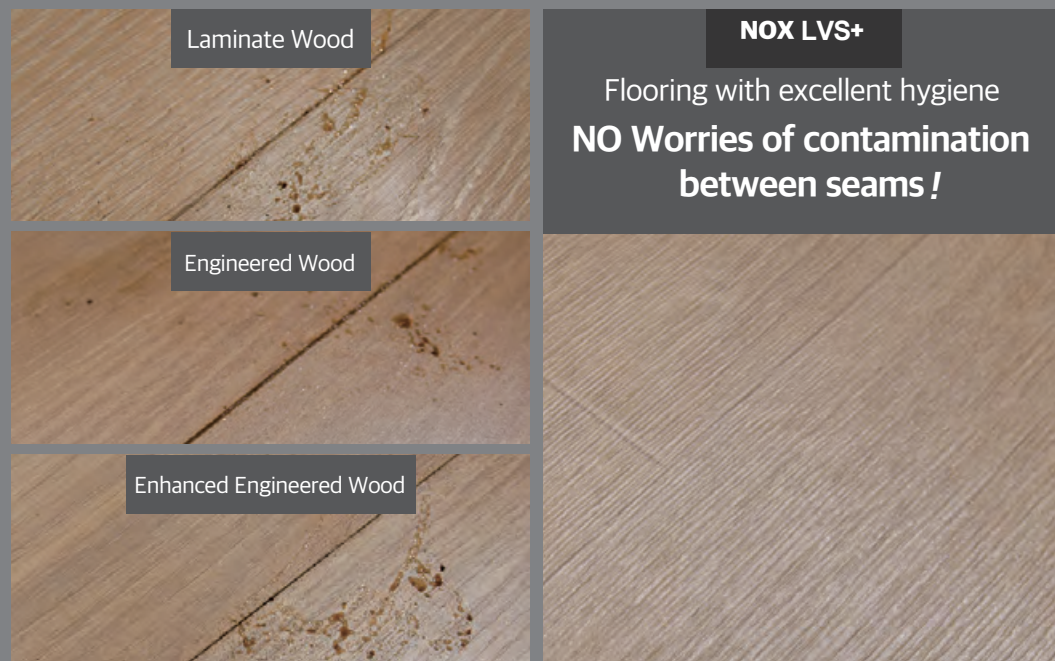 Laminate Wood
Engineered Wood
Enhanced Engineered Wood
NOX LVS+
Flooring with excellent hygiene
NO Worries of contamination
between seams!